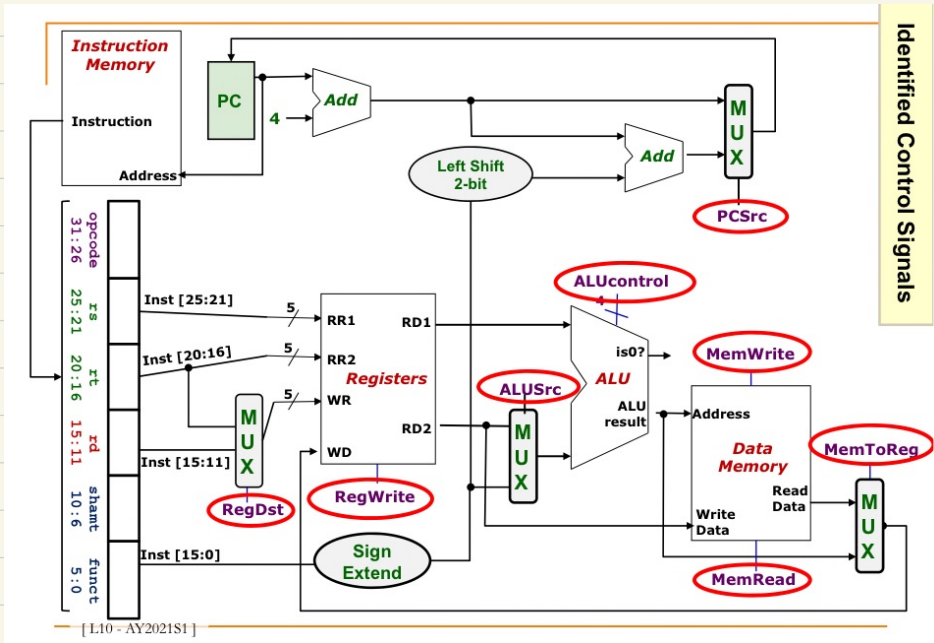 Identified Control Signals
Instruction
Memory
Instruction
Address
PC
4
Add
Left Shift
2-bit
Add
MUX
PCSrc
opcode
31:26
rs
25:21
rt
20:16
rd
15:11
shamt
10:6
funct
5:0
Inst [25:21]
5
RR1
Inst [20:16]
5
RR2
5
WR
WD
Registers
RD1
RD2
MUX
Inst [15:11]
RegDst
RegWrite
Inst [15:0]
Sign
Extend
ALUSrc
MUX
ALUcontrol
4
is0?
ALU
ALU
result
MemWrite
Address
Data
Memory
Read
Data
Write
Data
MemRead
MemToReg
MUX
[ L10 - AY2021S1 ]